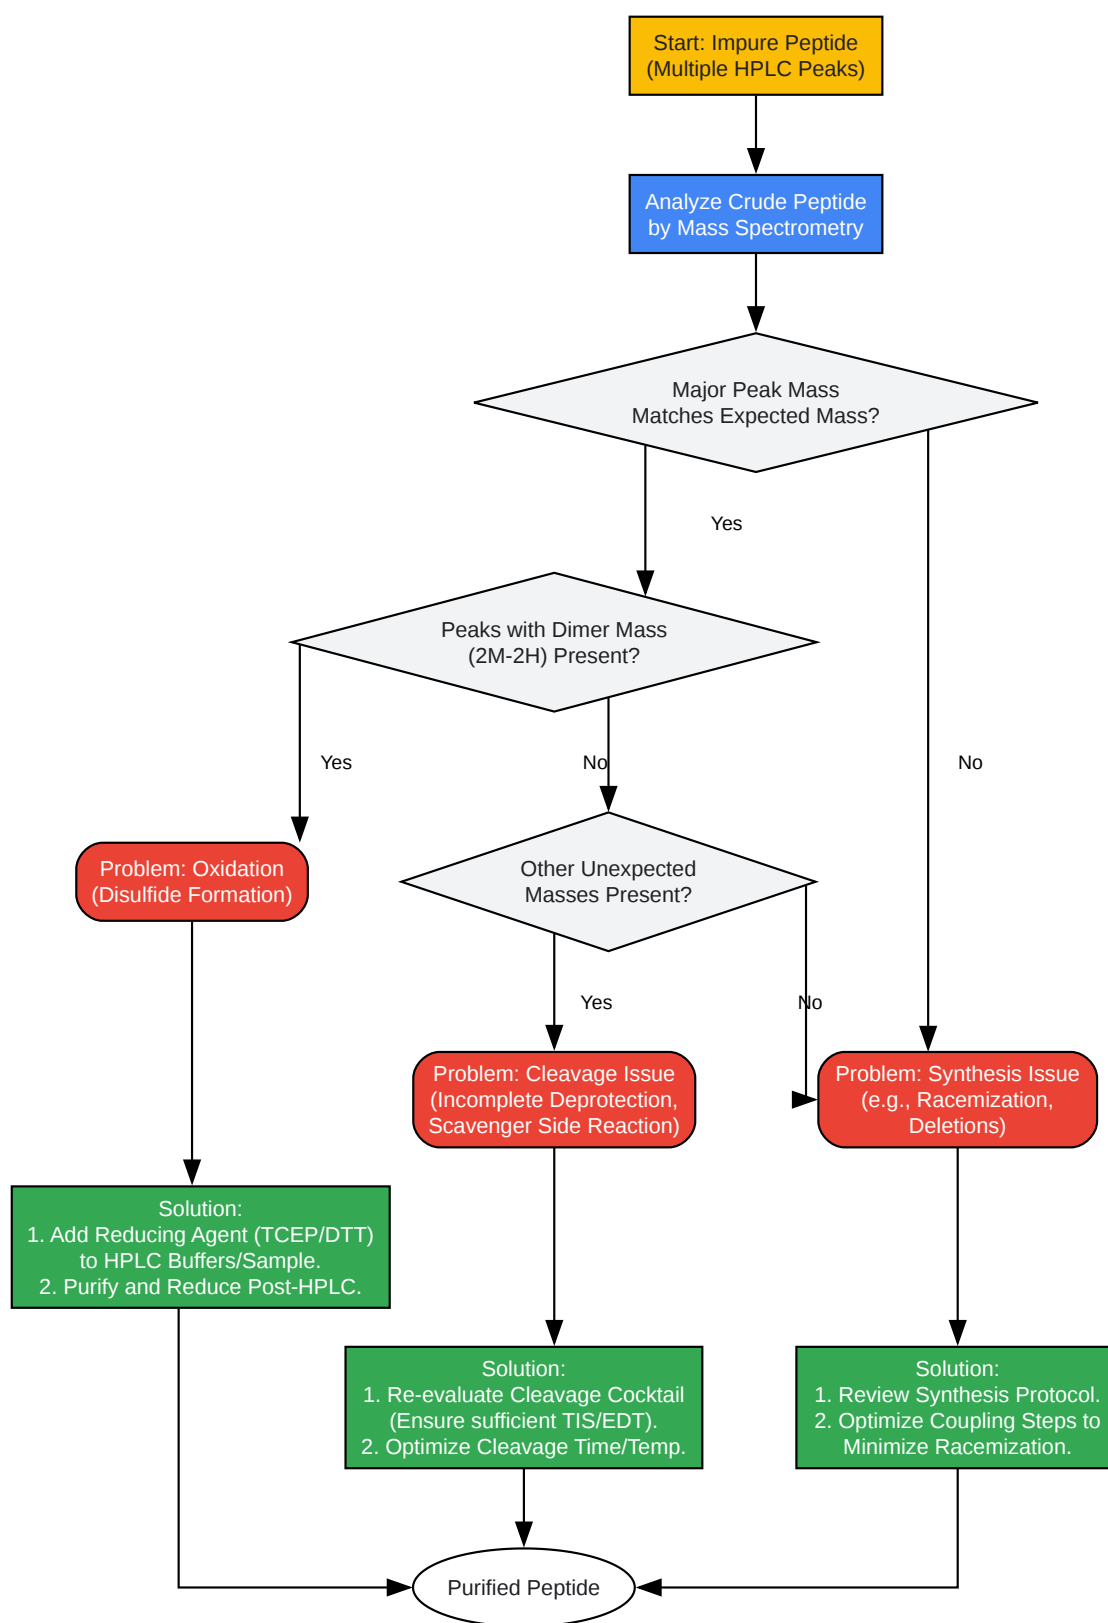 Start: Impure Peptide
(Multiple HPLC Peaks)
Analyze Crude Peptide
by Mass Spectrometry
Major Peak Mass
Matches Expected Mass?
Yes
Peaks with Dimer Mass
(2M-2H) Present?
Yes
No
No
Problem: Oxidation
(Disulfide Formation)
Other Unexpected
Masses Present?
Yes
No
Problem: Cleavage Issue
(Incomplete Deprotection,
Scavenger Side Reaction)
Problem: Synthesis Issue
(e.g., Racemization,
Deletions)
Solution:
1. Add Reducing Agent (TCEP/DTT)
to HPLC Buffers/Sample.
2. Purify and Reduce Post-HPLC.
Solution:
1. Re-evaluate Cleavage Cocktail
(Ensure sufficient TIS/EDT).
2. Optimize Cleavage Time/Temp.
Solution:
1. Review Synthesis Protocol.
2. Optimize Coupling Steps to
Minimize Racemization.
Purified Peptide